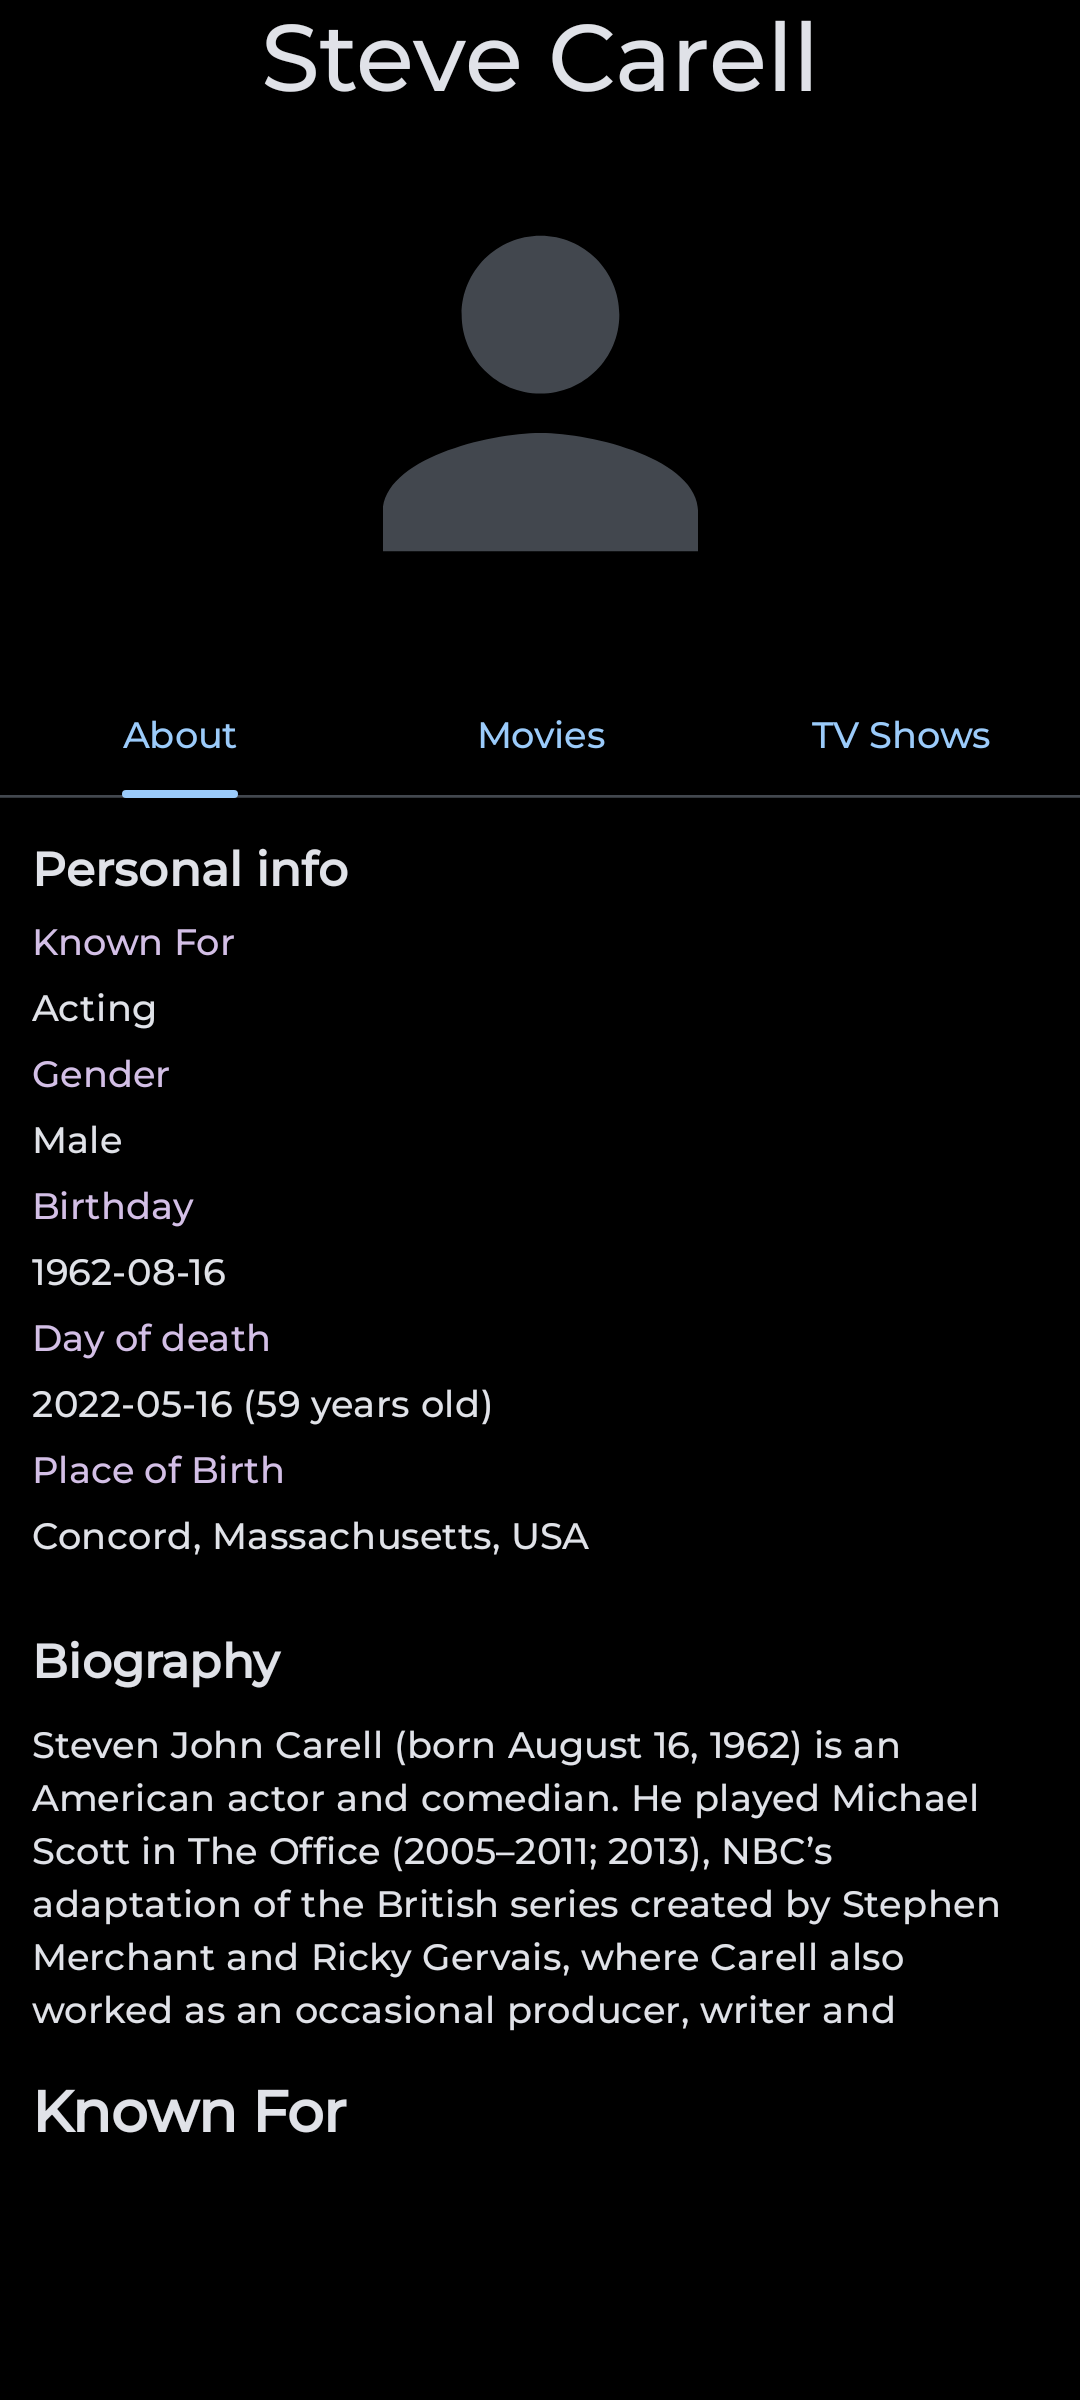 Steve Carell
About Movies TV Shows
Personal info
Known For
Acting
Gender
Male
Birthday
1962-08-16
Day of death
2022-05-16 (59 years old)
Place of Birth
Concord, Massachusetts, USA
Biography
Steven John Carell (born August 16, 1962) is an
American actor and comedian. He played Michael
Scott in The Office (2005–2011; 2013), NBC’s
adaptation of the British series created by Stephen
Merchant and Ricky Gervais, where Carell also
worked as an occasional producer, writer and
Known For